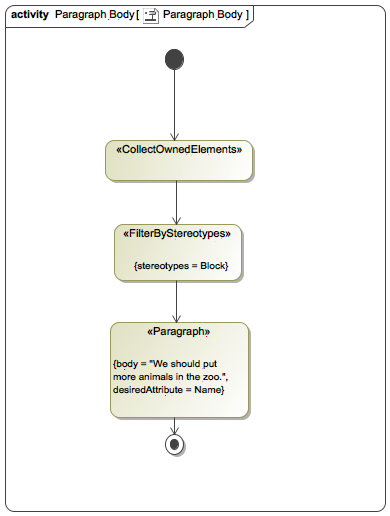 activity Paragraph Body[ Paragraph Body ]
«CollectOwnedElements»
«FilterByStereotypes»
{stereotypes = Block}
«Paragraph»
{body = "We should put
more animals in the zoo.",
desiredAttribute = Name}